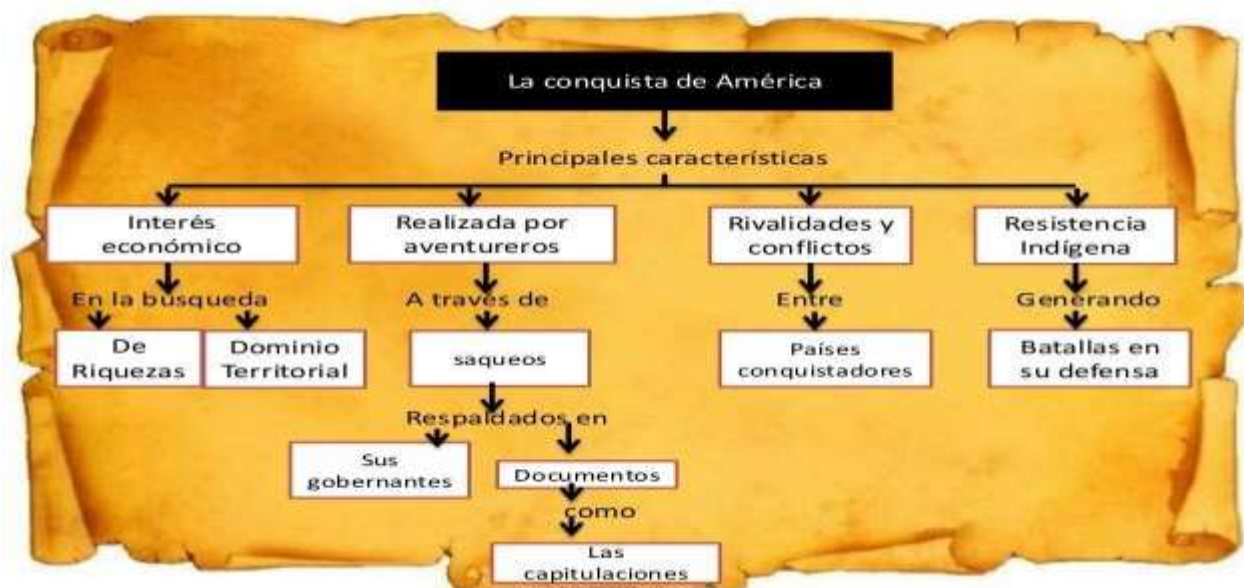 La conquista de América
Principales características
Interés
económico
Realizada por
aventureros
Rivalidades y
conflictos
Resistencia
Indígena
En la búsqueda
A través de
Entre
Generando
De
Riquezas
Dominio
Territorial
saqueos
Países
conquistadores
Batallas en
su defensa
Respaldados en
Sus
gobernantes
Documentos
como
Las
capitulaciones